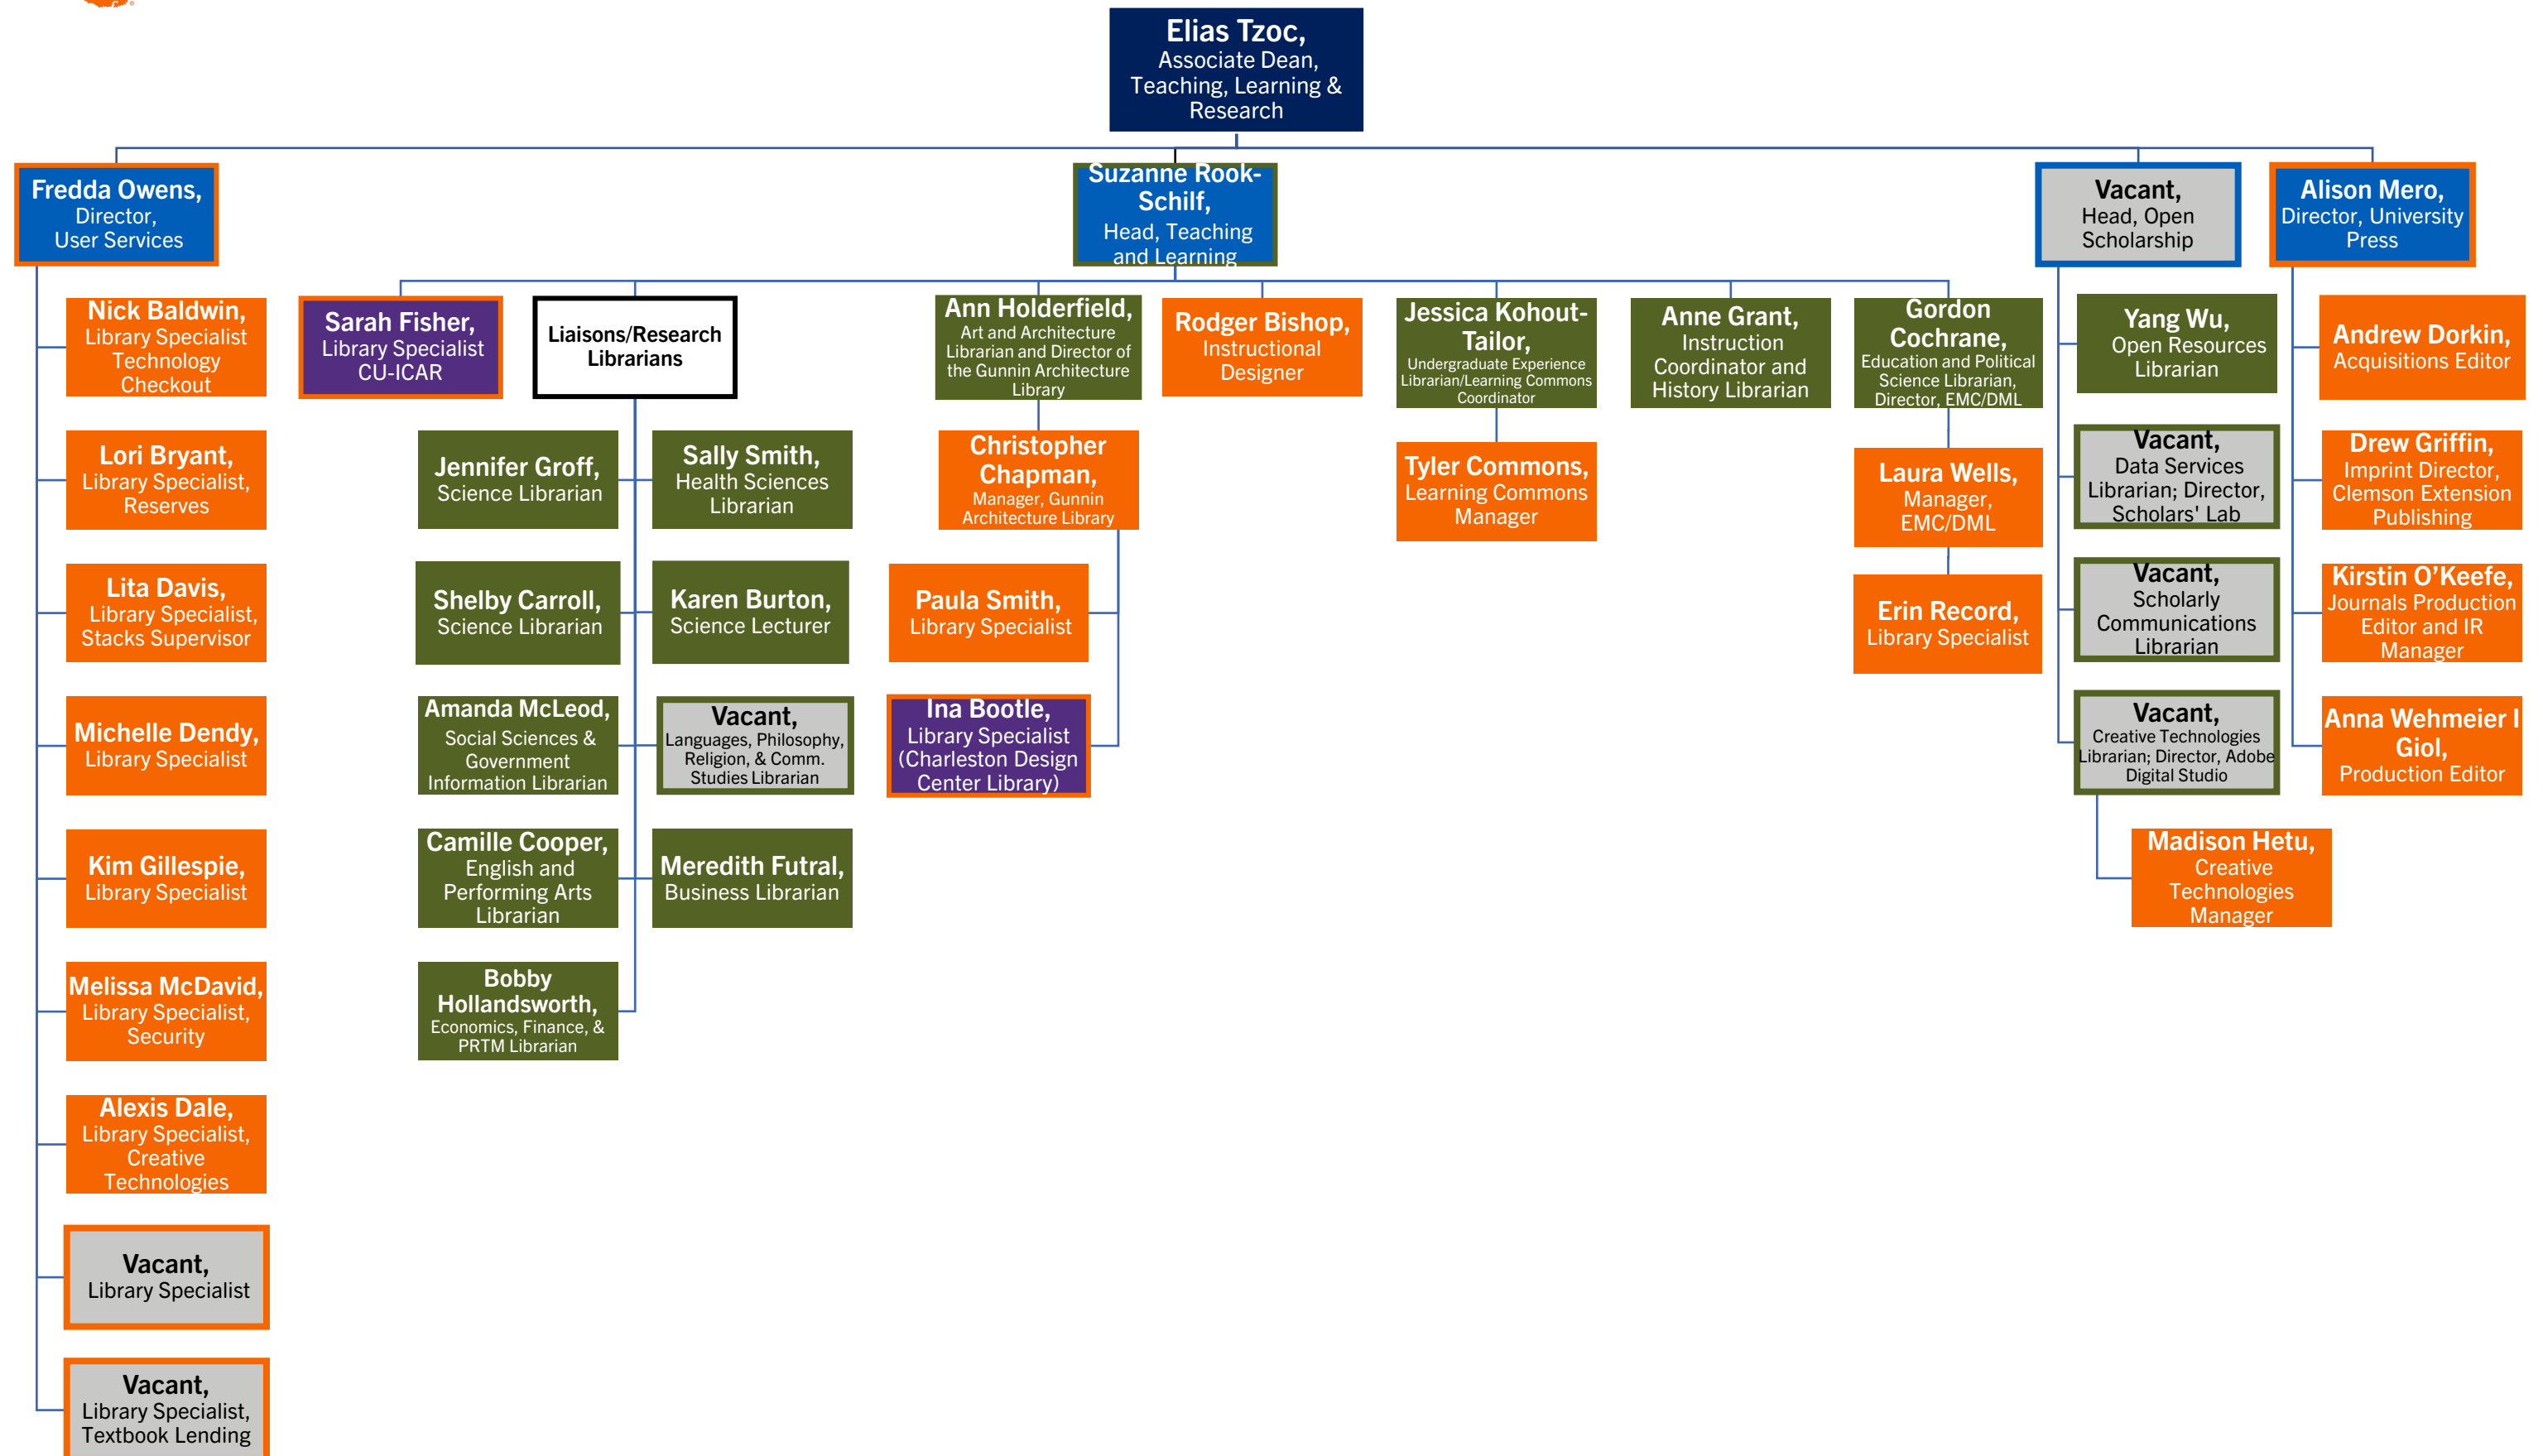 Elias Tzoc,
Associate Dean,
Teaching, Learning &
Research
Fredda Owens,
Director,
User Services
Suzanne Rook-
Schilf,
Head, Teaching
and Learning
Vacant,
Head, Open
Scholarship
Alison Mero,
Director, University
Press
Nick Baldwin,
Library Specialist
Technology
Checkout
Lori Bryant,
Library Specialist,
Reserves
Lita Davis,
Library Specialist,
Stacks Supervisor
Michelle Dendy,
Library Specialist
Kim Gillespie,
Library Specialist
Melissa McDavid,
Library Specialist,
Security
Alexis Dale,
Library Specialist,
Creative
Technologies
Vacant,
Library Specialist
Vacant,
Library Specialist,
Textbook Lending
Sarah Fisher,
Library Specialist
CU-ICAR
Liaisons/Research
Librarians
Jennifer Groff,
Science Librarian
Sally Smith,
Health Sciences
Librarian
Shelby Carroll,
Science Librarian
Karen Burton,
Science Lecturer
Amanda McLeod,
Social Sciences &
Government
Information Librarian
Vacant,
Languages, Philosophy,
Religion, & Comm.
Studies Librarian
Camille Cooper,
English and
Performing Arts
Librarian
Meredith Futral,
Business Librarian
Bobby
Hollandsworth,
Economics, Finance, &
PRTM Librarian
Ann Holderfield,
Art and Architecture
Librarian and Director of
the Gunnin Architecture
Library
Christopher
Chapman,
Manager, Gunnin
Architecture Library
Paula Smith,
Library Specialist
Ina Bootle,
Library Specialist
(Charleston Design
Center Library)
Rodger Bishop,
Instructional
Designer
Jessica Kohout-
Tailor,
Undergraduate Experience
Librarian/Learning Commons
Coordinator
Tyler Commons,
Learning Commons
Manager
Anne Grant,
Instruction
Coordinator and
History Librarian
Gordon
Cochrane,
Education and Political
Science Librarian,
Director, EMC/DML
Laura Wells,
Manager,
EMC/DML
Erin Record,
Library Specialist
Yang Wu,
Open Resources
Librarian
Vacant,
Data Services
Librarian; Director,
Scholars' Lab
Vacant,
Scholarly
Communications
Librarian
Vacant,
Creative Technologies
Librarian; Director, Adobe
Digital Studio
Madison Hetu,
Creative
Technologies
Manager
Andrew Dorkin,
Acquisitions Editor
Drew Griffin,
Imprint Director,
Clemson Extension
Publishing
Kirstin O’Keefe,
Journals Production
Editor and IR
Manager
Anna Wehmeier I
Giol,
Production Editor